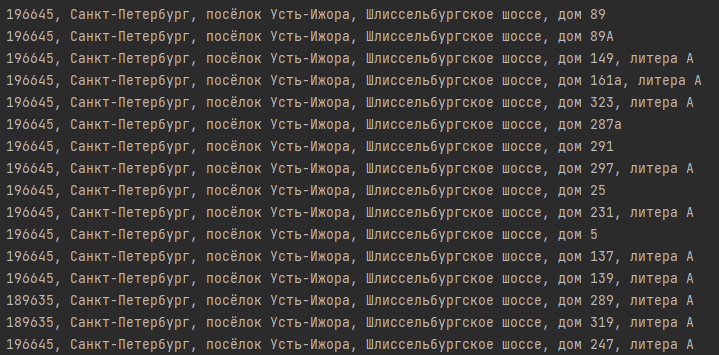 196645, Санкт-Петербург, посёлок Усть-Ижора, Шлиссельбургское шоссе, дом 89
196645, Санкт-Петербург, посёлок Усть-Ижора, Шлиссельбургское шоссе, дом 89А
196645, Санкт-Петербург, посёлок Усть-Ижора, Шлиссельбургское шоссе, дом 149, литера А
196645, Санкт-Петербург, посёлок Усть-Ижора, Шлиссельбургское шоссе, дом 161а, литера А
196645, Санкт-Петербург, посёлок Усть-Ижора, Шлиссельбургское шоссе, дом 323, литера А
196645, Санкт-Петербург, посёлок Усть-Ижора, Шлиссельбургское шоссе, дом 287а
196645, Санкт-Петербург, посёлок Усть-Ижора, Шлиссельбургское шоссе, дом 291
196645, Санкт-Петербург, посёлок Усть-Ижора, Шлиссельбургское шоссе, дом 297, литера А
196645, Санкт-Петербург, посёлок Усть-Ижора, Шлиссельбургское шоссе, дом 25
196645, Санкт-Петербург, посёлок Усть-Ижора, Шлиссельбургское шоссе, дом 231, литера А
196645, Санкт-Петербург, посёлок Усть-Ижора, Шлиссельбургское шоссе, дом 5
196645, Санкт-Петербург, посёлок Усть-Ижора, Шлиссельбургское шоссе, дом 137, литера А
196645, Санкт-Петербург, посёлок Усть-Ижора, Шлиссельбургское шоссе, дом 139, литера А
189635, Санкт-Петербург, посёлок Усть-Ижора, Шлиссельбургское шоссе, дом 289, литера А
189635, Санкт-Петербург, посёлок Усть-Ижора, Шлиссельбургское шоссе, дом 319, литера А
196645, Санкт-Петербург, посёлок Усть-Ижора, Шлиссельбургское шоссе, дом 247, литера А